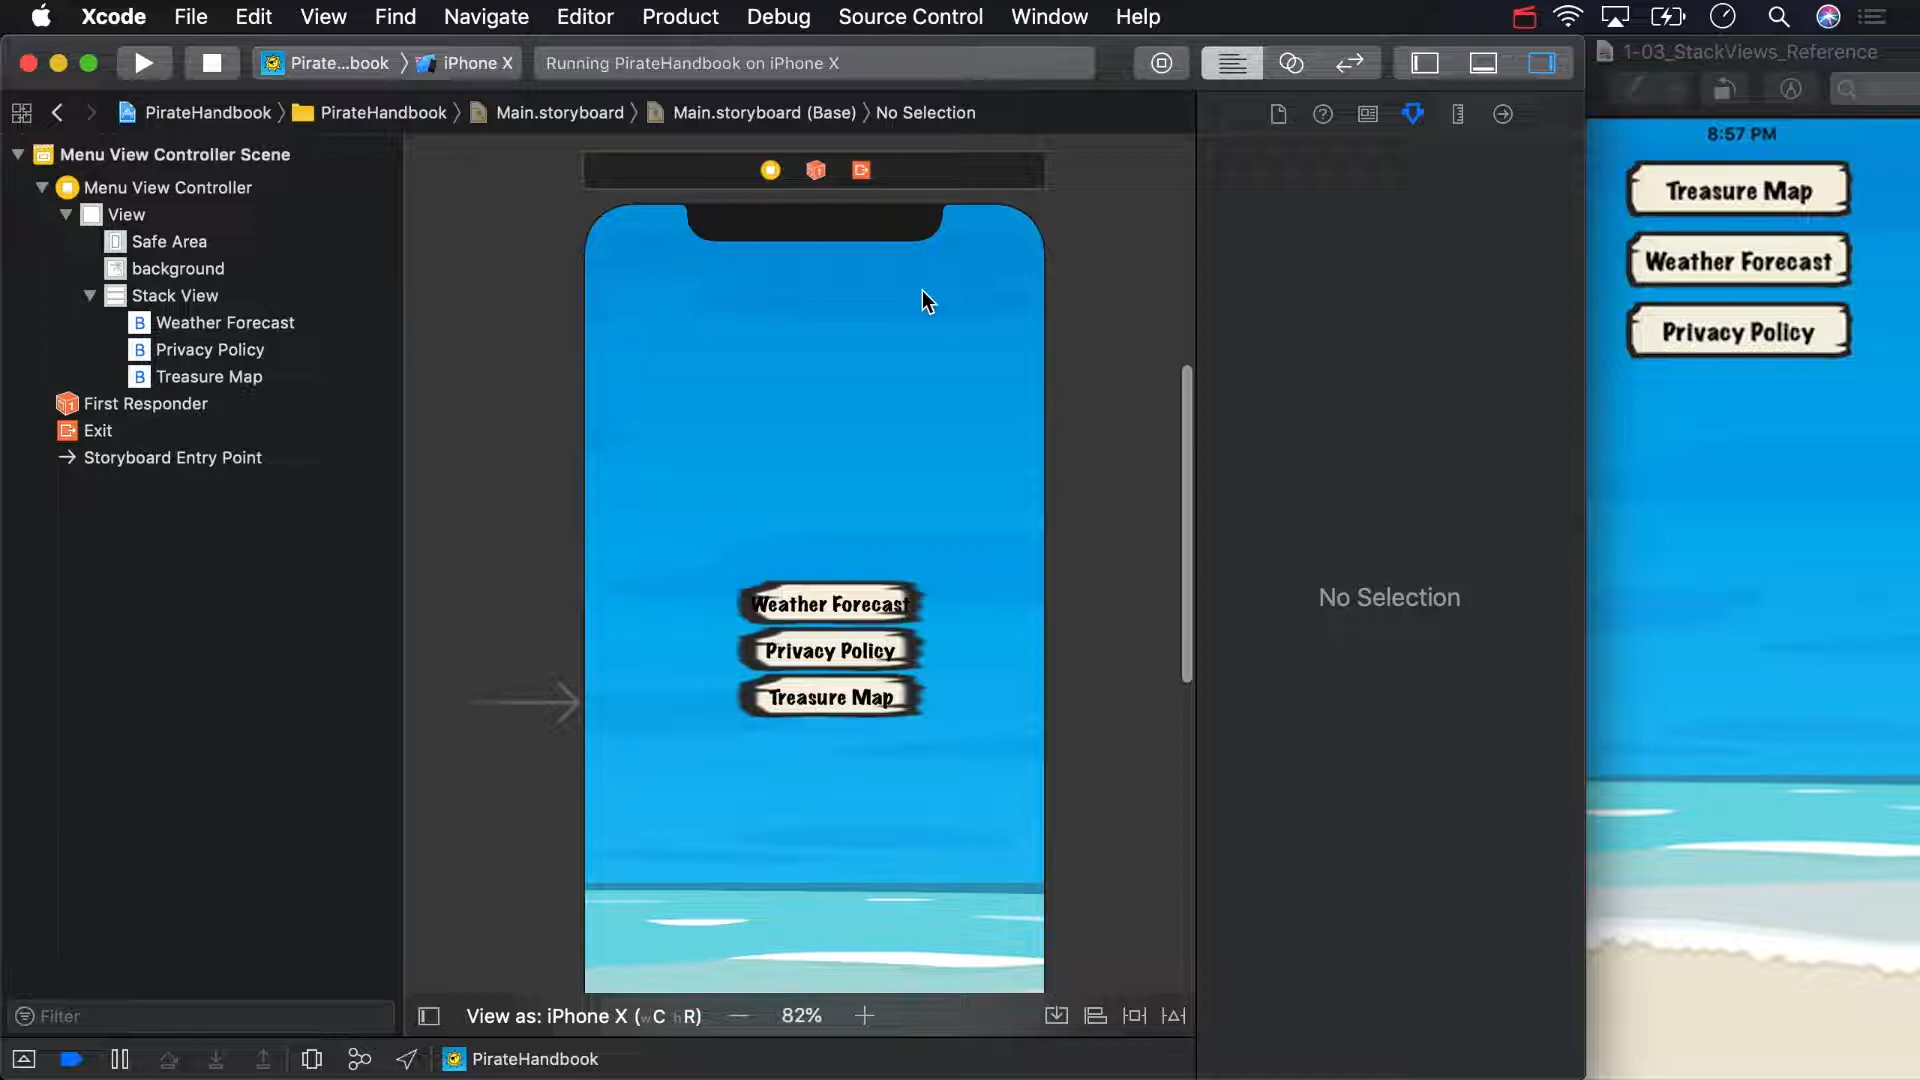 Xcode File Edit View Find Navigate Editor Product Debug Source Control Window Help
Pirate...book iPhone X Running PirateHandbook on iPhone X
1-03_StackViews_Reference
PirateHandbook PirateHandbook Main.storyboard Main.storyboard (Base) No Selection
8:57 PM
Menu View Controller Scene
Menu View Controller
View
Safe Area
background
Stack View
B Weather Forecast
B Privacy Policy
B Treasure Map
First Responder
Exit
Storyboard Entry Point
Weather Forecast
Privacy Policy
Treasure Map
No Selection
Treasure Map
Weather Forecast
Privacy Policy
Filter
View as: iPhone X (wC hR) 82%
PirateHandbook